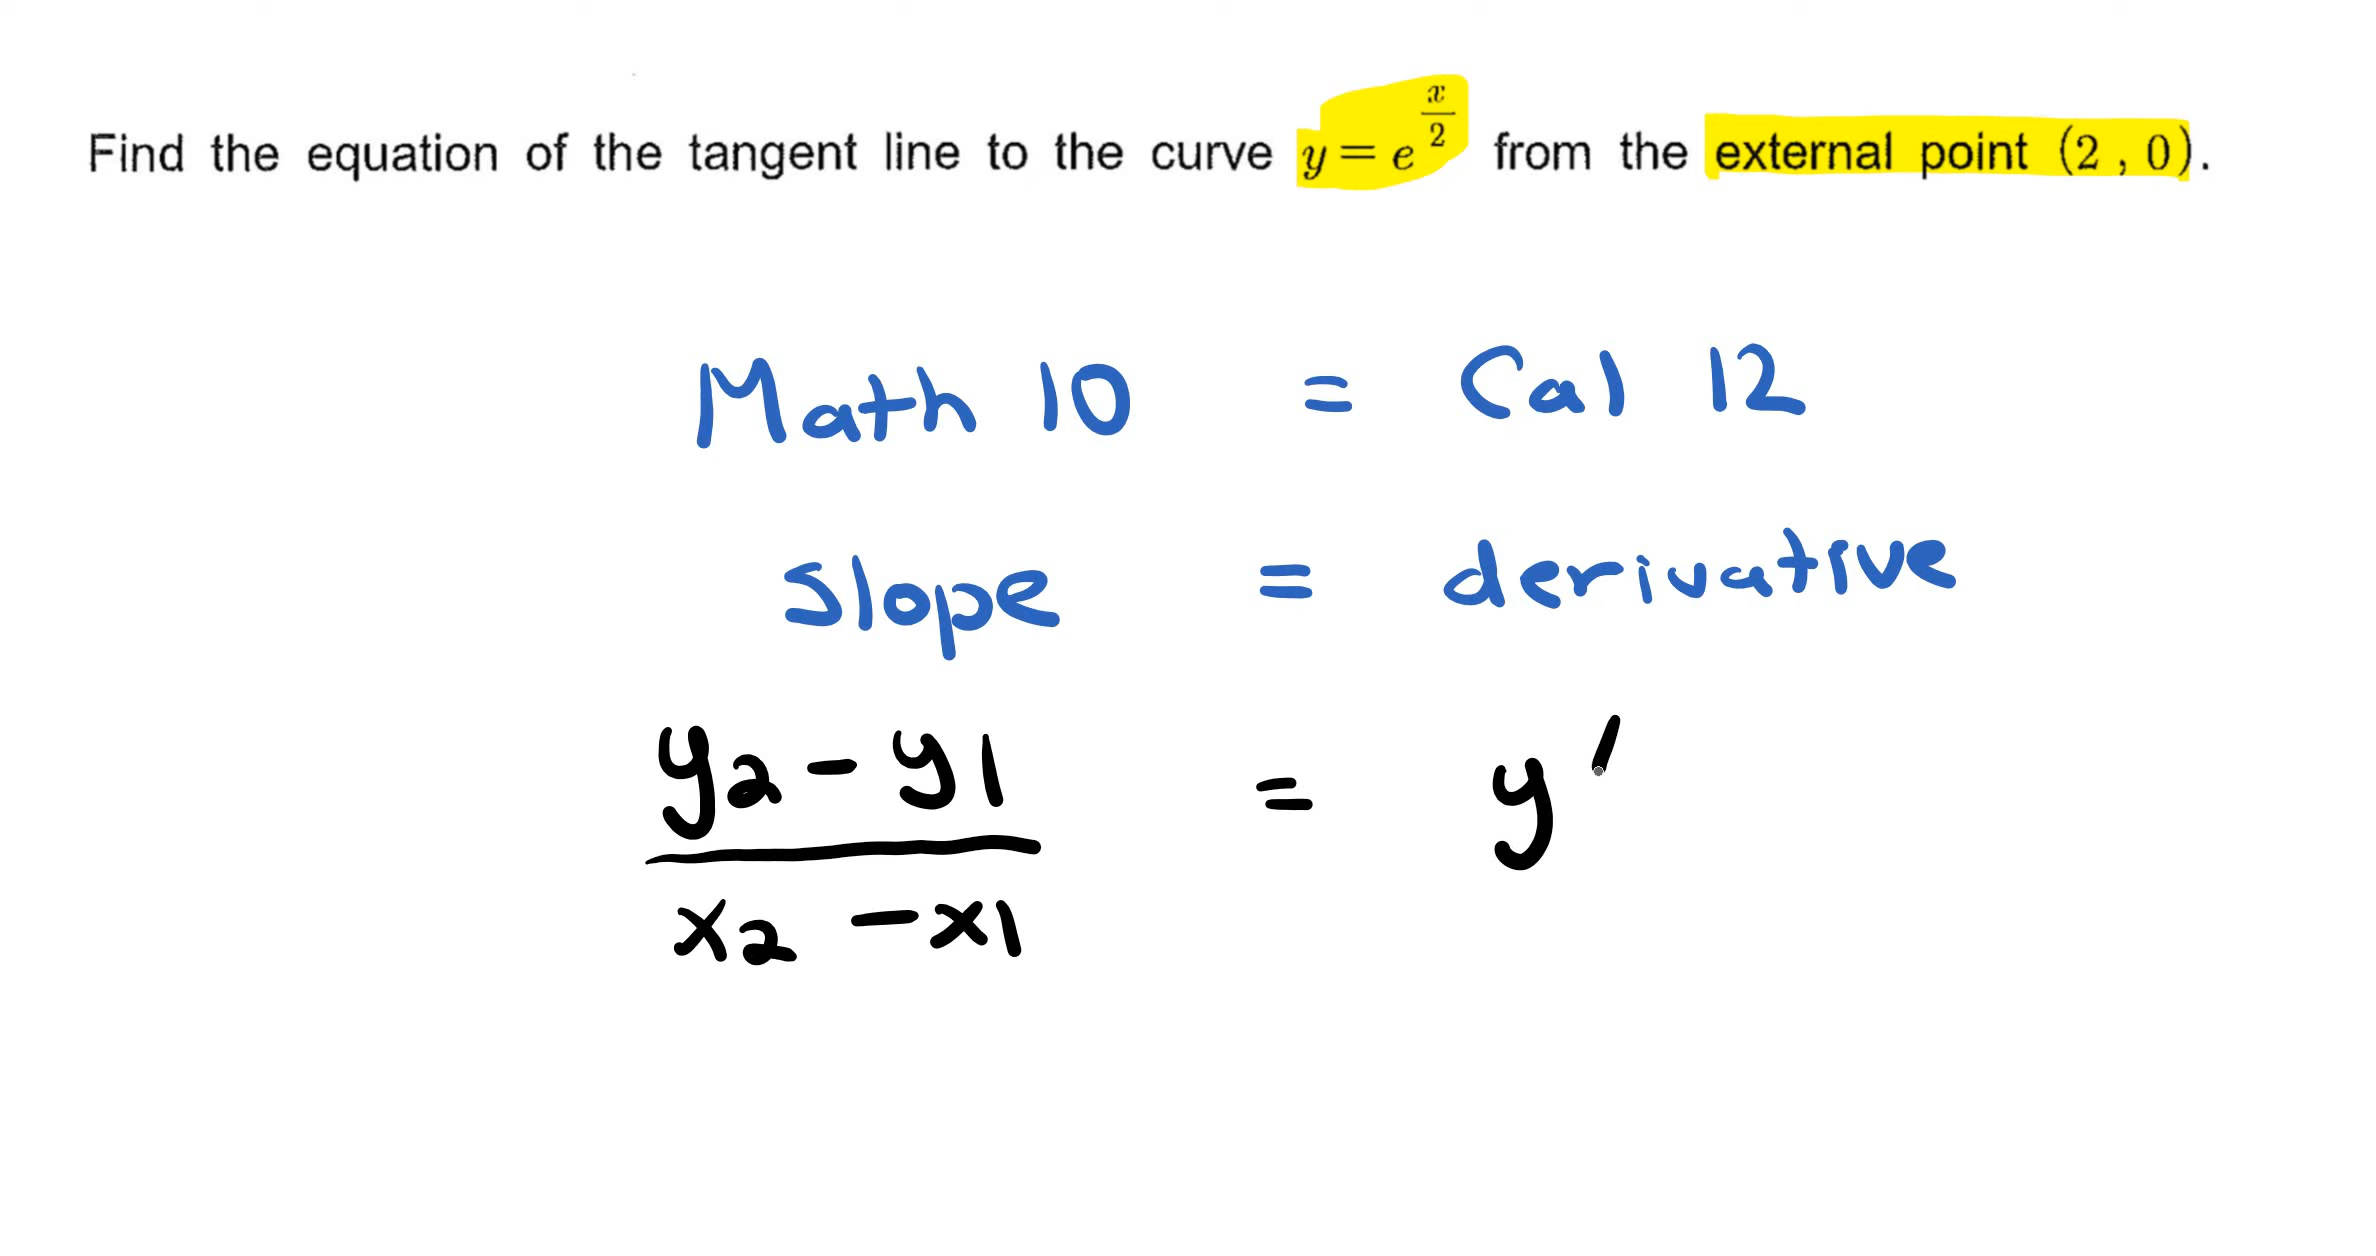 Find the equation of the tangent line to the curve y = e^(x/2) from the external point (2 , 0).
Math 10 = Cal 12
slope = derivative
y2 - y1 = y'
x2 - x1